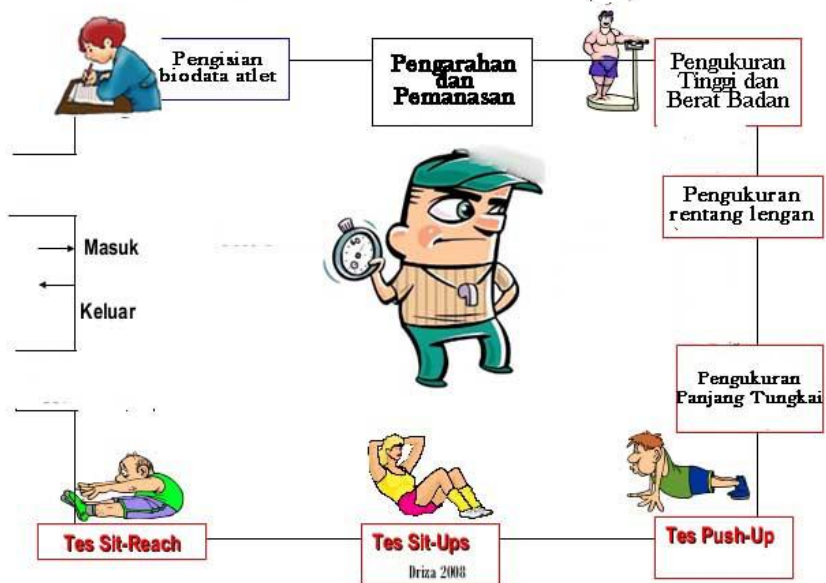 Pengisian
biodata atlet
Pengarahan
dan
Pemanasan
Pengukuran
Tinggi dan
Berat Badan
Pengukuran
rentang lengan
Masuk
Keluar
Pengukuran
Panjang Tungkai
Tes Sit-Reach
Tes Sit-Ups
Tes Push-Up
Driza 2008